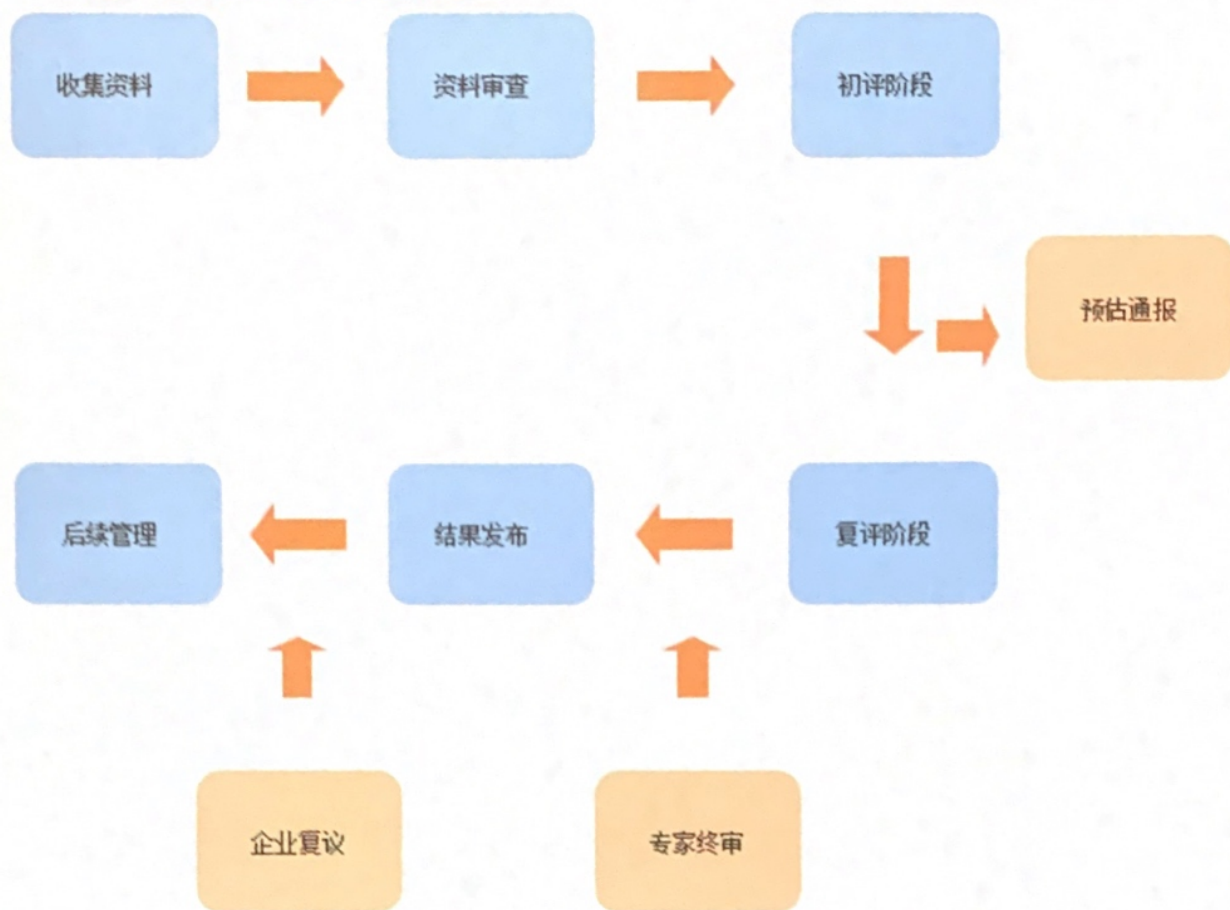 收集资料
资料审查
初评阶段
预估通报
后续管理
结果发布
复评阶段
企业复议
专家终审